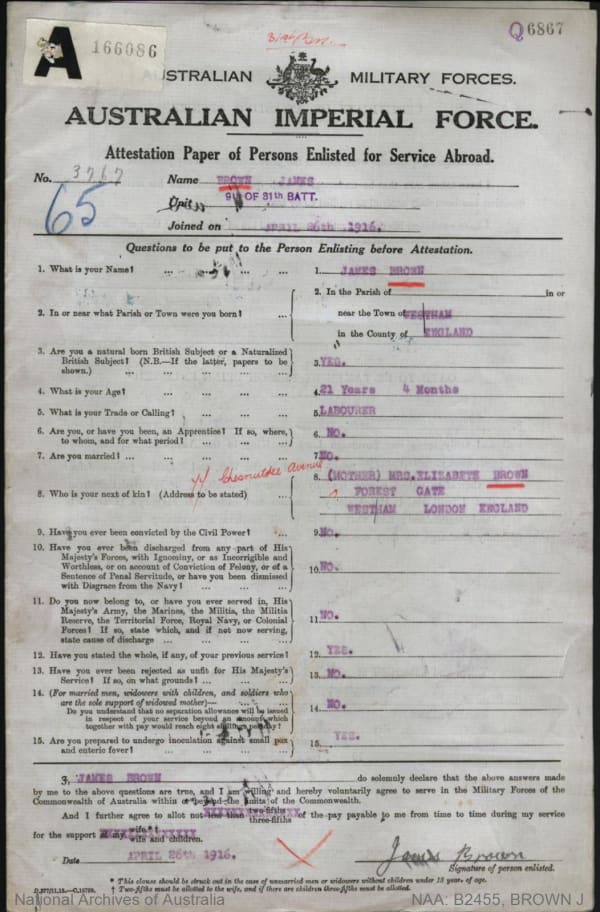 A 166086
Q6867
AUSTRALIAN MILITARY FORCES.
AUSTRALIAN IMPERIAL FORCE.
Attestation Paper of Persons Enlisted for Service Abroad.
No. 3767 Name BROWN JAMES
65
Unit 9th OF 31th BATT.
Joined on APRIL 26th 1916.
Questions to be put to the Person Enlisting before Attestation.
1. What is your Name? ... ... ... ... 1. JAMES BROWN
2. In or near what Parish or Town were you born? ... 2. In the Parish of in or
near the Town of WESTHAM
in the County of ENGLAND
3. Are you a natural born British Subject or a Naturalized
British Subject? (N.B.—If the latter, papers to be
shown.) ... ... ... ... 3. YES.
4. What is your Age? ... ... ... ... 4. 21 Years 4 Months
5. What is your Trade or Calling? ... ... ... 5. LABOURER
6. Are you, or have you been, an Apprentice? If so, where,
to whom, and for what period? ... ... ... 6. NO.
7. Are you married? ... ... ... ... 7. NO.
44 Chesnutdee Avenue
8. Who is your next of kin? (Address to be stated) ... 8. (MOTHER) MRS. ELIZABETH BROWN
FOREST GATE
WESTHAM LONDON ENGLAND
9. Have you ever been convicted by the Civil Power? ... 9. NO.
10. Have you ever been discharged from any part of His
Majesty's Forces, with Ignominy, or as Incorrigible and
Worthless, or on account of Conviction of Felony, or of a
Sentence of Penal Servitude, or have you been dismissed
with Disgrace from the Navy? ... ... ... 10. NO.
11. Do you now belong to, or have you ever served in, His
Majesty's Army, the Marines, the Militia, the Militia
Reserve, the Territorial Force, Royal Navy, or Colonial
Forces? If so, state which, and if not now serving,
state cause of discharge ... ... ... 11. NO.
12. Have you stated the whole, if any, of your previous service? 12. YES.
13. Have you ever been rejected as unfit for His Majesty's
Service? If so, on what grounds? ... ... 13. NO.
14. (For married men, widowers with children, and soldiers who
are the sole support of widowed mother)—
Do you understand that no separation allowance will be issued
in respect of your service beyond an amount which
together with pay would reach eight shillings per day? 14. NO.
15. Are you prepared to undergo inoculation against small pox
and enteric fever? ... ... ... ... 15. YES.
I, JAMES BROWN do solemnly declare that the above answers made
by me to the above questions are true, and I am willing and hereby voluntarily agree to serve in the Military Forces of the
Commonwealth of Australia within or beyond the limits of the Commonwealth.
And I further agree to allot not less than two-fifths three-fifths of the pay payable to me from time to time during my service
for the support of my wife* † wife and children.
Date APRIL 26th 1916. James Brown
Signature of person enlisted.
* This clause should be struck out in the case of unmarried men or widowers without children under 18 years of age.
† Two-fifths must be allotted to the wife, and if there are children three-fifths must be allotted.
National Archives of Australia NAA: B2455, BROWN J